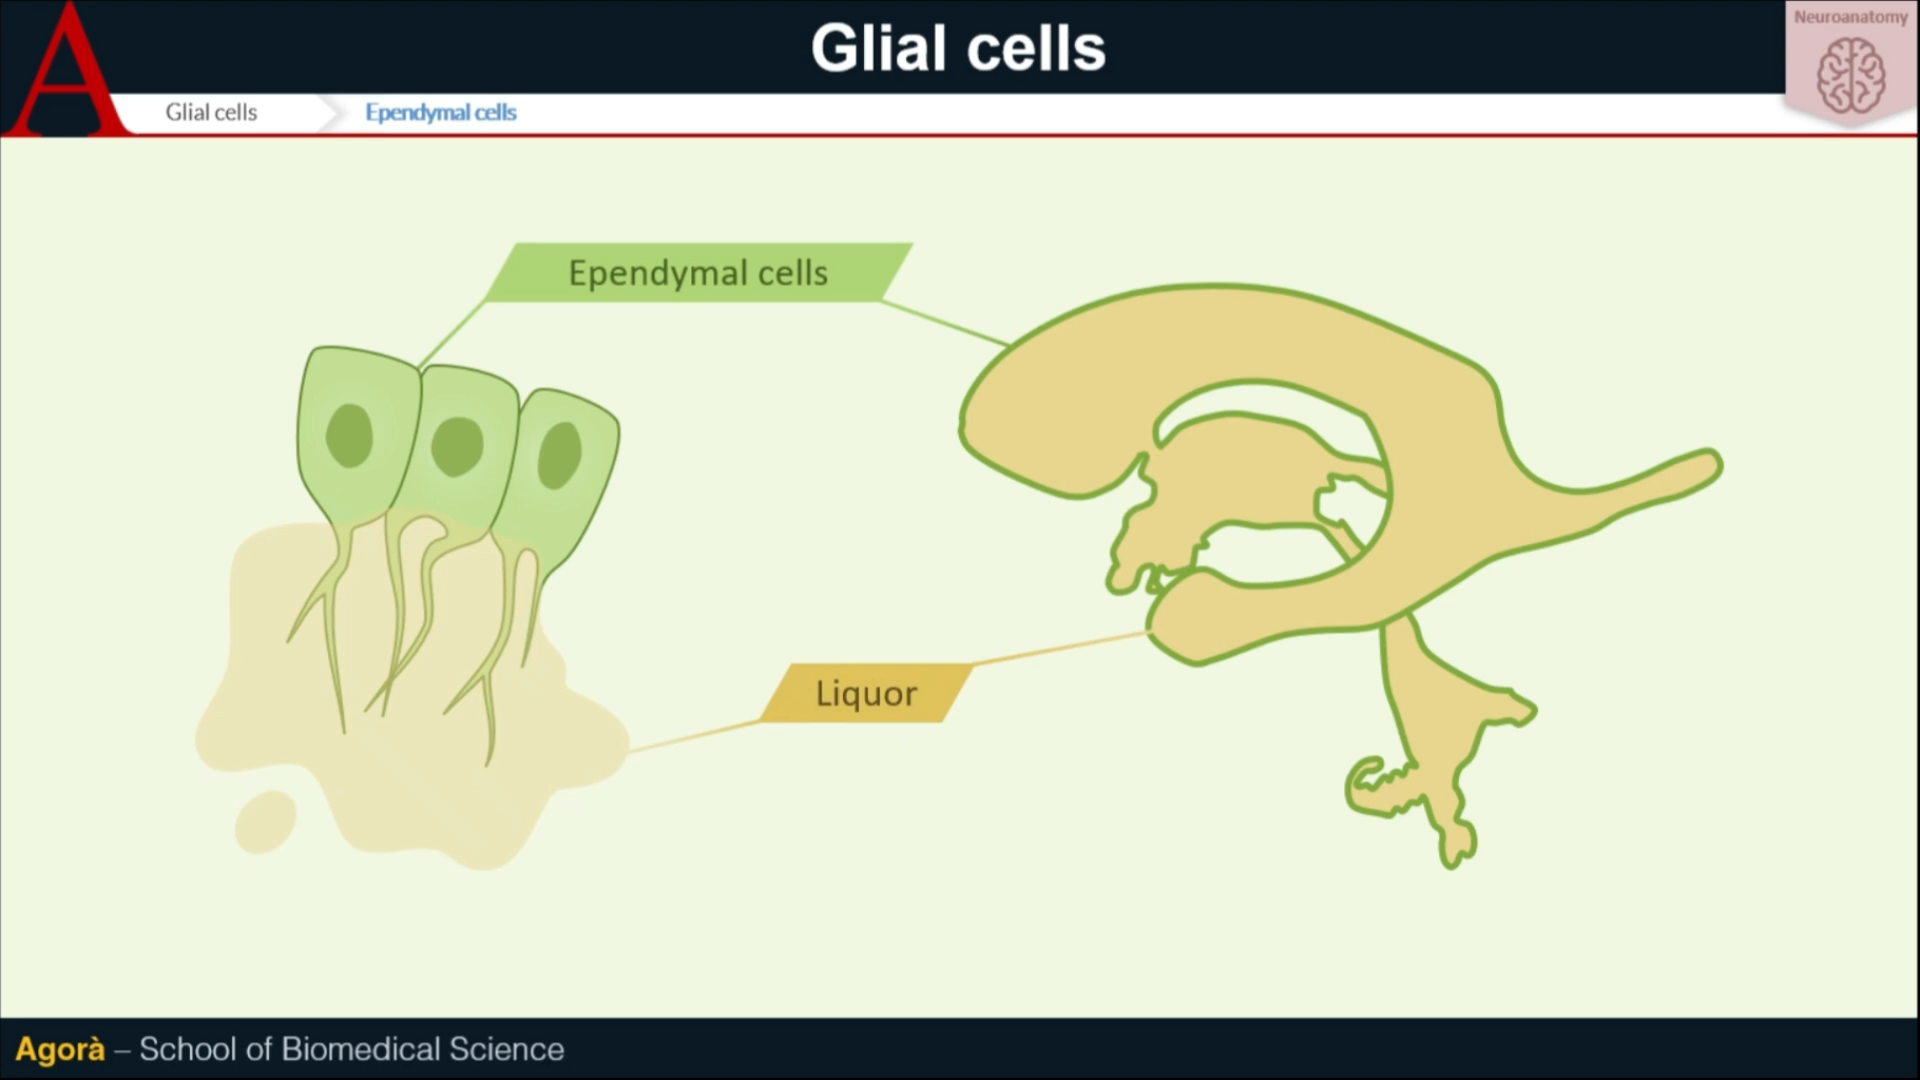 A
Glial cells
Neuroanatomy
Glial cells
Ependymal cells
Ependymal cells
Liquor
Agorà – School of Biomedical Science